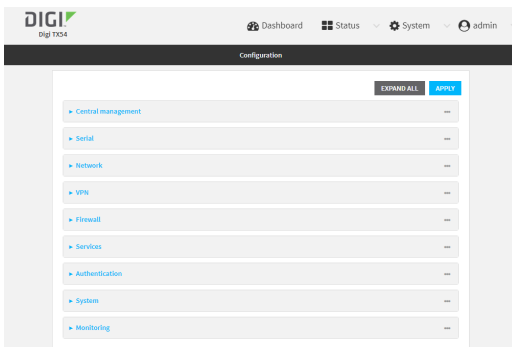 DIGI
Digi TX54
Dashboard Status System admin
Configuration
EXPAND ALL APPLY
Central management
Serial
Network
VPN
Firewall
Services
Authentication
System
Monitoring